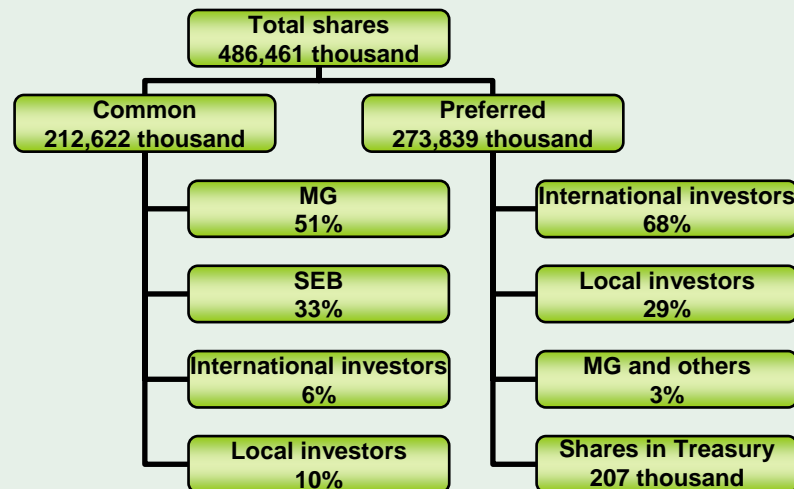 Total shares
486,461 thousand
Common
212,622 thousand
Preferred
273,839 thousand
MG
51%
SEB
33%
International investors
6%
Local investors
10%
International investors
68%
Local investors
29%
MG and others
3%
Shares in Treasury
207 thousand